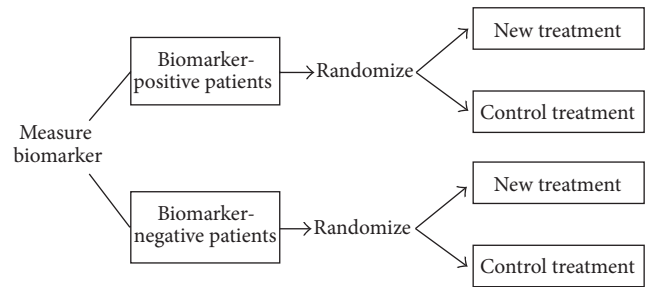 Measure
biomarker
Biomarker-
positive patients
Randomize
New treatment
Control treatment
Biomarker-
negative patients
Randomize
New treatment
Control treatment